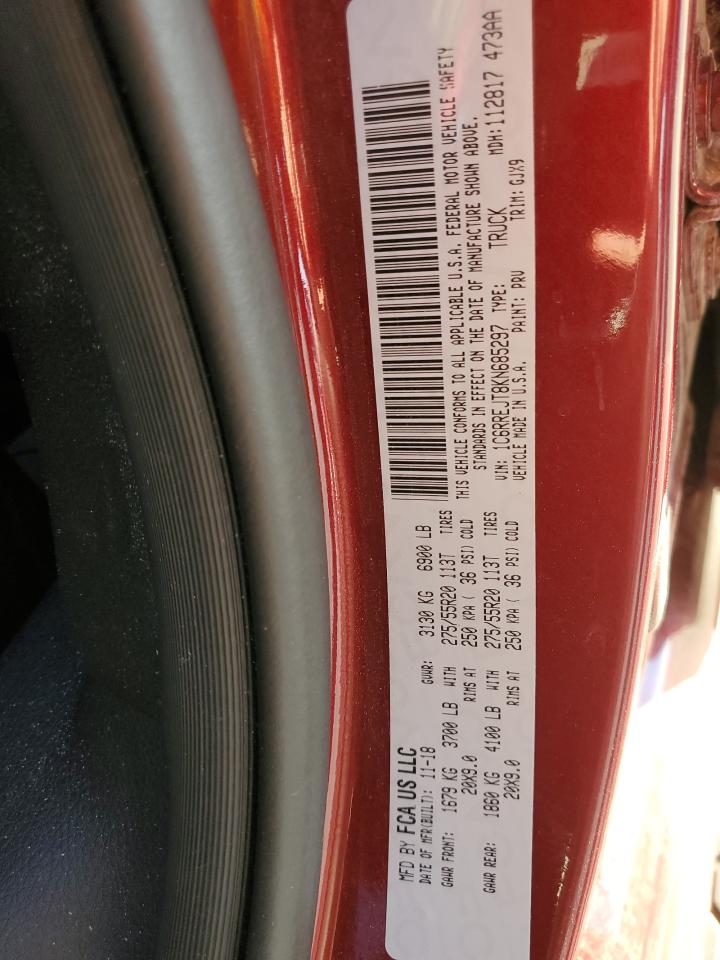 MFD BY FCA US LLC
DATE OF MFR(BUILT): 11-18 GVWR: 3130 KG 6900 LB
GAWR FRONT: 1679 KG 3700 LB WITH 275/55R20 113T TIRES
20X9.0 RIMS AT 250 KPA ( 36 PSI) COLD
GAWR REAR: 1860 KG 4100 LB WITH 275/55R20 113T TIRES
20X9.0 RIMS AT 250 KPA ( 36 PSI) COLD
THIS VEHICLE CONFORMS TO ALL APPLICABLE U.S.A. FEDERAL MOTOR VEHICLE SAFETY
STANDARDS IN EFFECT ON THE DATE OF MANUFACTURE SHOWN ABOVE.
VIN: 1C6RREJT8KN685297 TYPE: TRUCK MDH:112817 473AA
VEHICLE MADE IN U.S.A. PAINT: PRV TRIM: GJX9